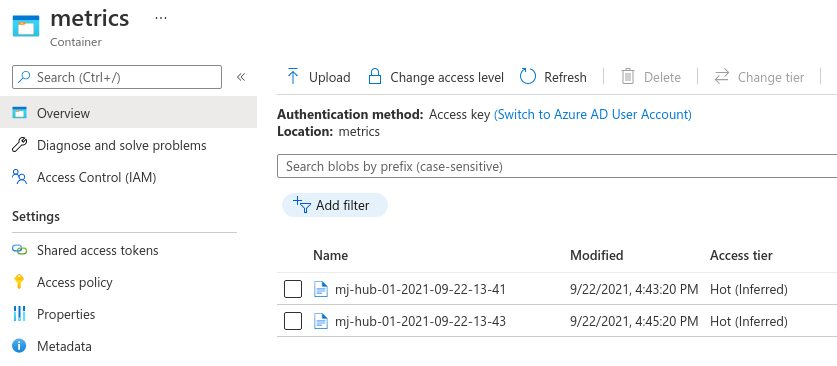 metrics ...
Container
Search (Ctrl+/) «
Overview
Diagnose and solve problems
Access Control (IAM)
Settings
Shared access tokens
Access policy
Properties
Metadata
Upload Change access level Refresh Delete Change tier
Authentication method: Access key (Switch to Azure AD User Account)
Location: metrics
Search blobs by prefix (case-sensitive)
Add filter
Name Modified Access tier
mj-hub-01-2021-09-22-13-41 9/22/2021, 4:43:20 PM Hot (Inferred)
mj-hub-01-2021-09-22-13-43 9/22/2021, 4:45:20 PM Hot (Inferred)